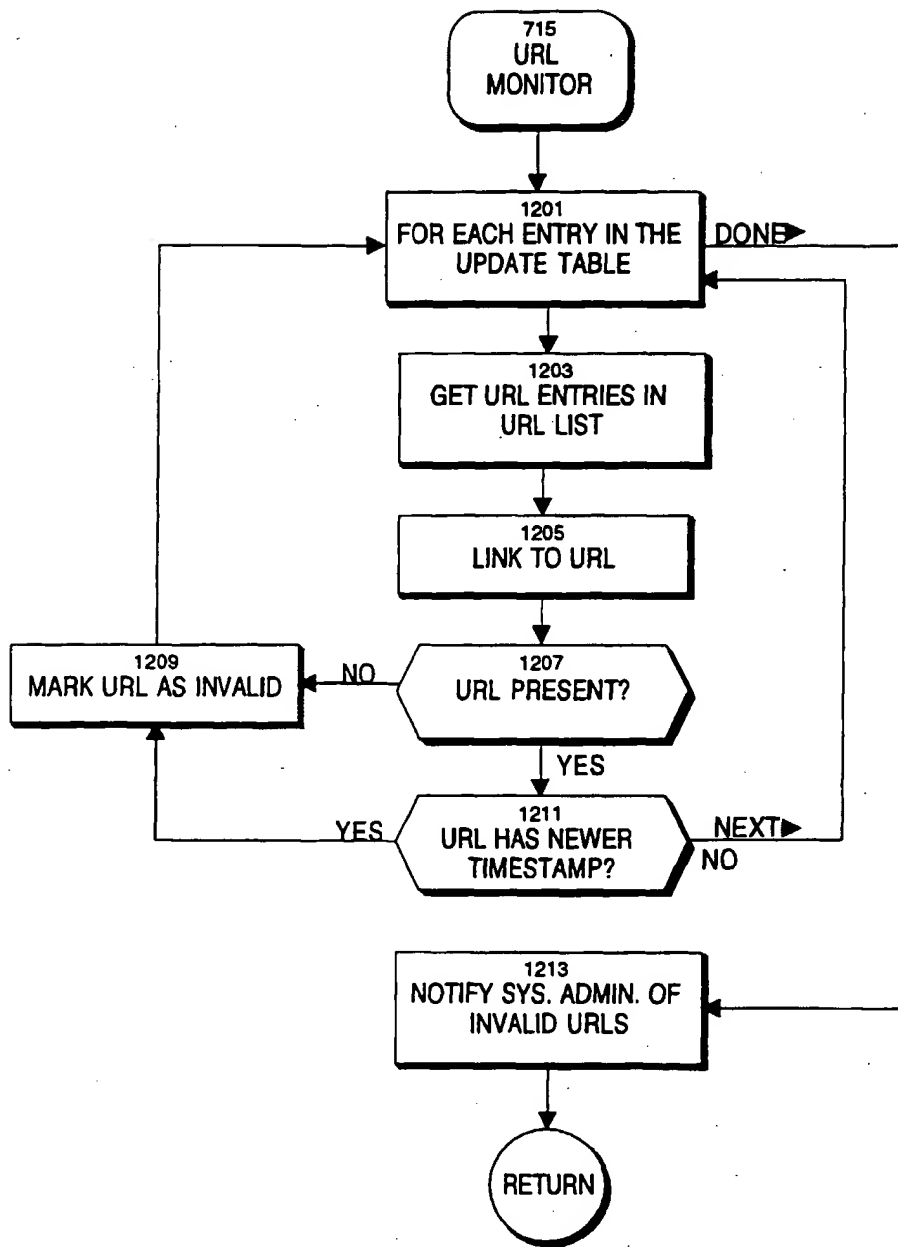 715
URL
MONITOR
1201
FOR EACH ENTRY IN THE
UPDATE TABLE
DONE
1203
GET URL ENTRIES IN
URL LIST
1205
LINK TO URL
1209
MARK URL AS INVALID
NO
1207
URL PRESENT?
YES
YES
1211
URL HAS NEWER
TIMESTAMP?
NEXT
NO
1213
NOTIFY SYS. ADMIN. OF
INVALID URLS
RETURN